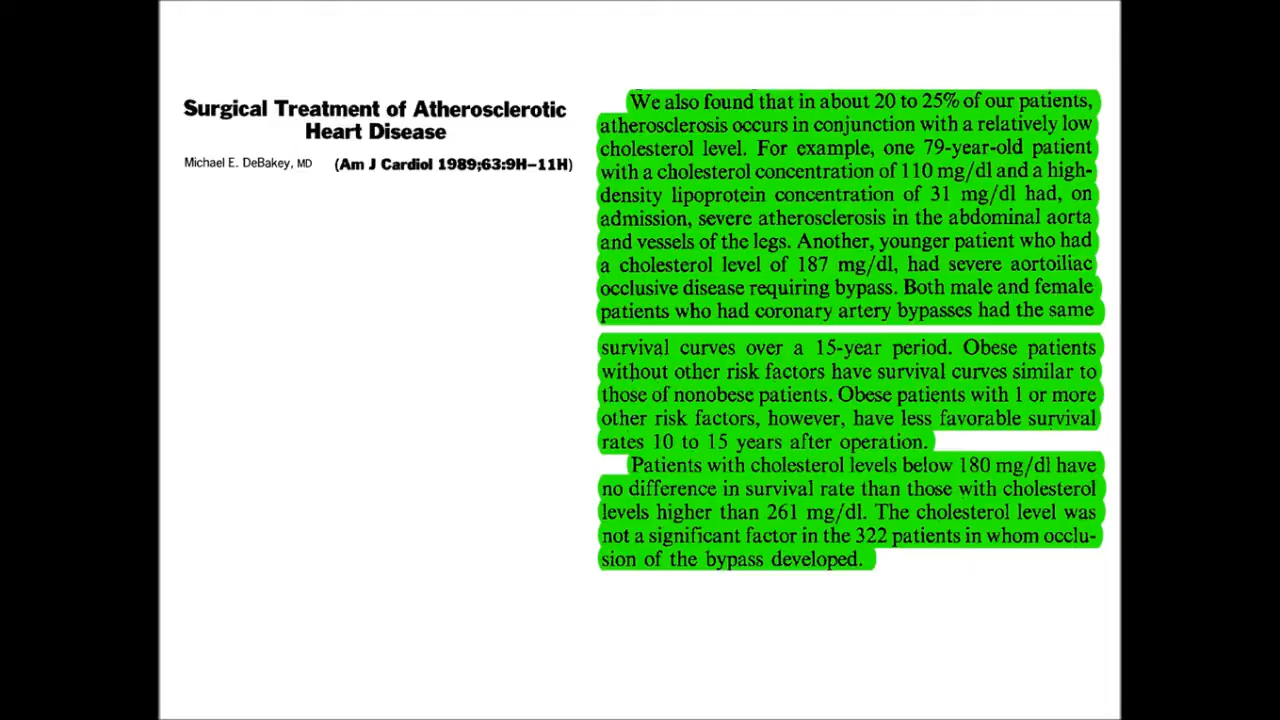 Surgical Treatment of Atherosclerotic
Heart Disease
Michael E. DeBakey, MD (Am J Cardiol 1989;63:9H–11H)
We also found that in about 20 to 25% of our patients,
atherosclerosis occurs in conjunction with a relatively low
cholesterol level. For example, one 79-year-old patient
with a cholesterol concentration of 110 mg/dl and a high-
density lipoprotein concentration of 31 mg/dl had, on
admission, severe atherosclerosis in the abdominal aorta
and vessels of the legs. Another, younger patient who had
a cholesterol level of 187 mg/dl, had severe aortoiliac
occlusive disease requiring bypass. Both male and female
patients who had coronary artery bypasses had the same
survival curves over a 15-year period. Obese patients
without other risk factors have survival curves similar to
those of nonobese patients. Obese patients with 1 or more
other risk factors, however, have less favorable survival
rates 10 to 15 years after operation.
Patients with cholesterol levels below 180 mg/dl have
no difference in survival rate than those with cholesterol
levels higher than 261 mg/dl. The cholesterol level was
not a significant factor in the 322 patients in whom occlu-
sion of the bypass developed.